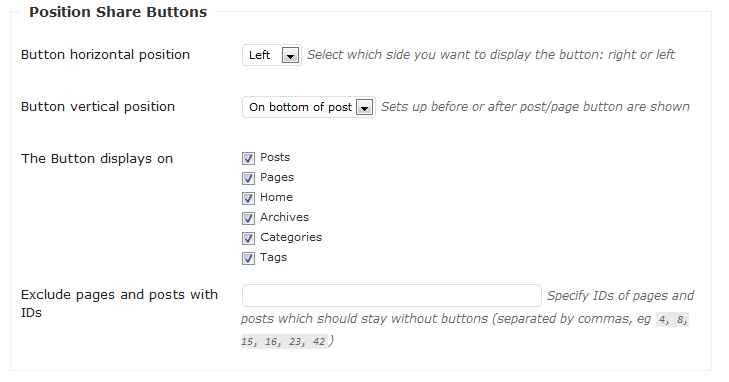 Position Share Buttons
Button horizontal position Left Select which side you want to display the button: right or left
Button vertical position On bottom of post Sets up before or after post/page button are shown
The Button displays on Posts
Pages
Home
Archives
Categories
Tags
Exclude pages and posts with Specify IDs of pages and
IDs posts which should stay without buttons (separated by commas, eg 4, 8,
15, 16, 23, 42 )